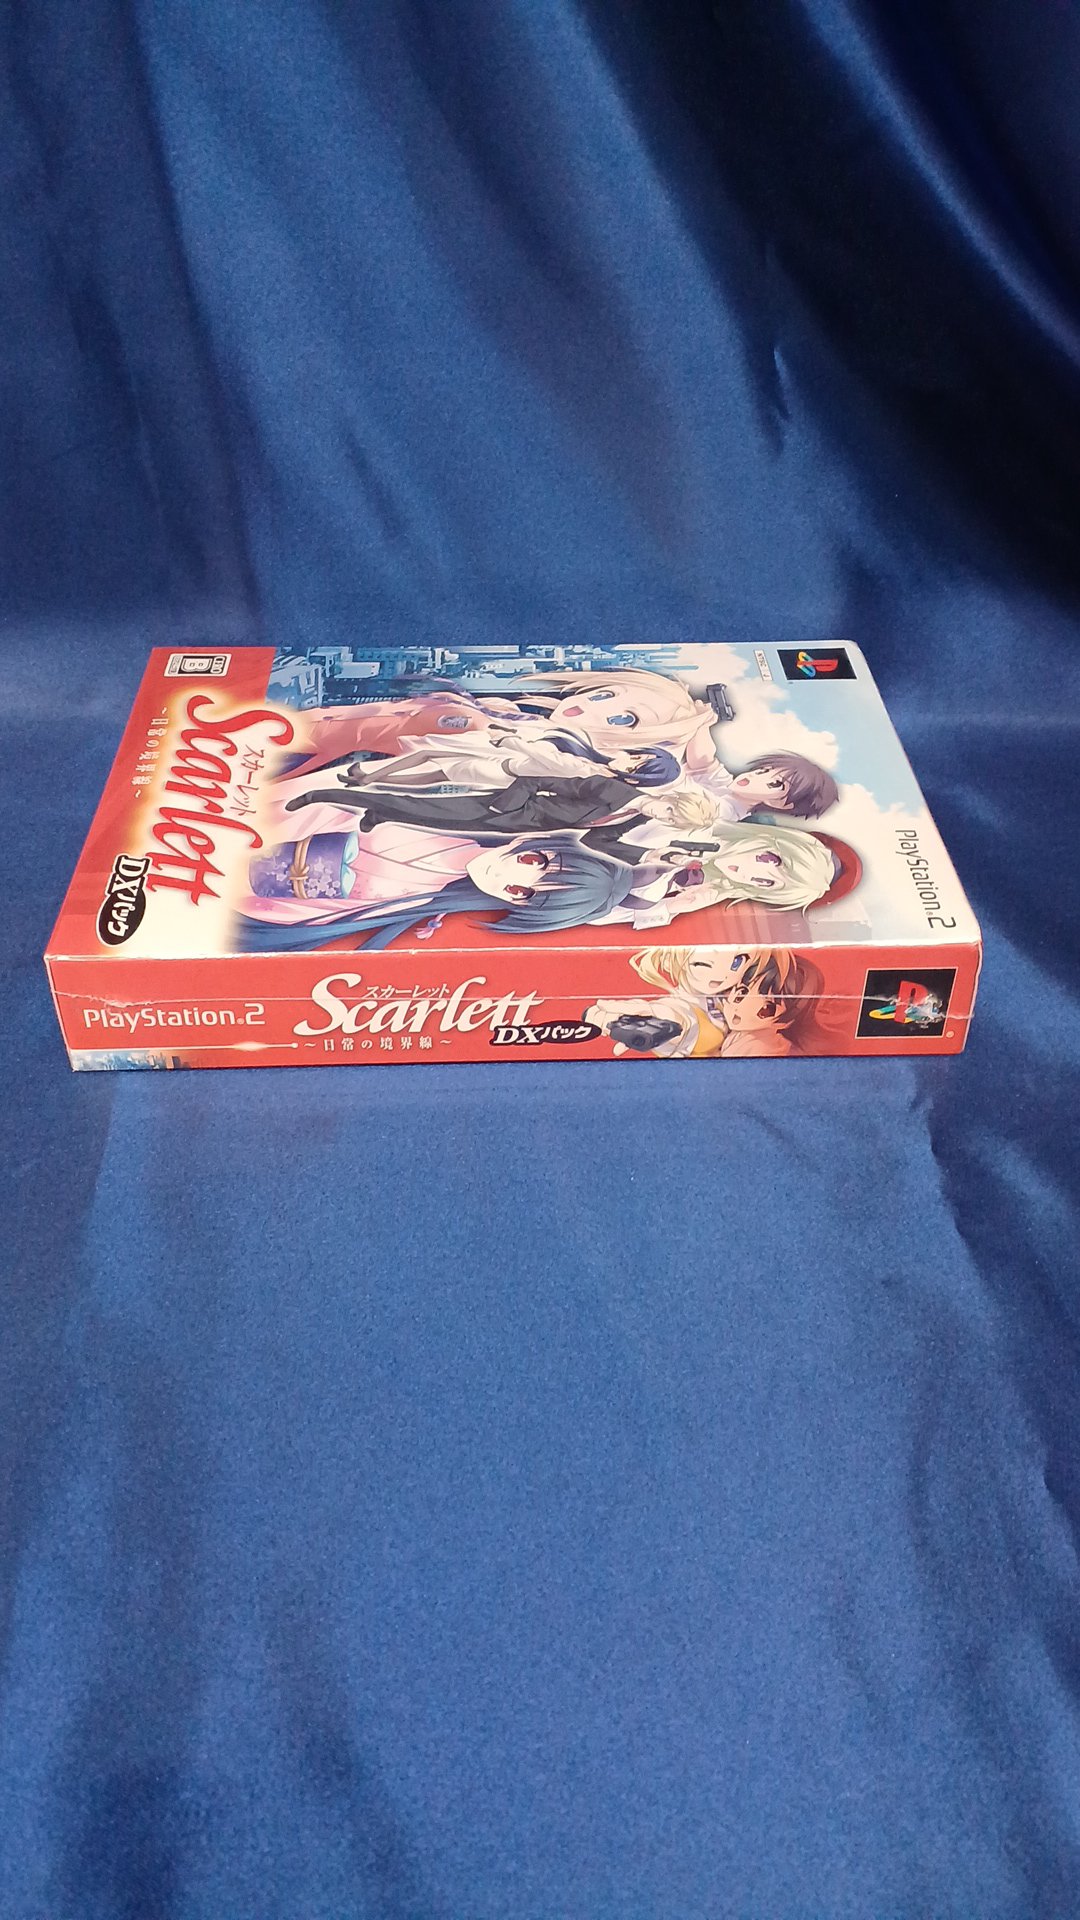 NTSC J
PlayStation®2
CERO
B
Scarlett
スカーレット
～日常の境界線～
DXパック
PlayStation®2
Scarlett
スカーレット
～日常の境界線～
DXパック